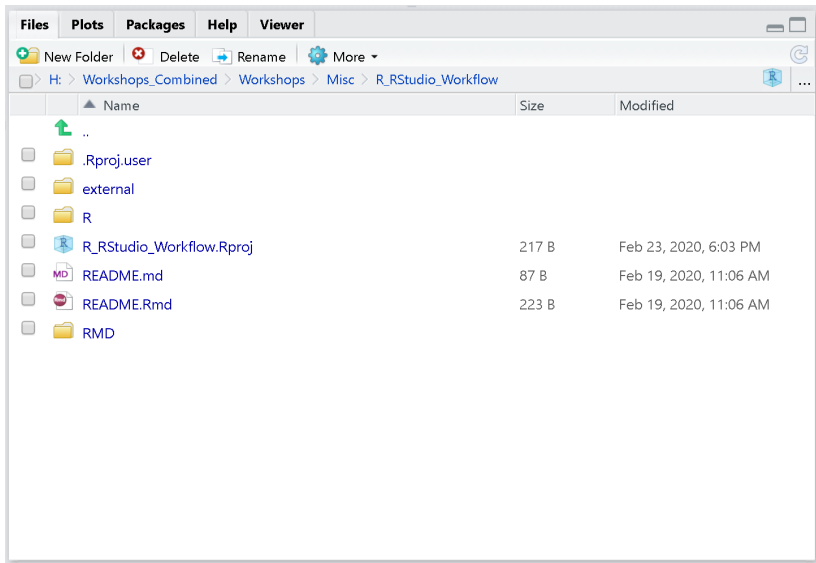 Files Plots Packages Help Viewer
New Folder Delete Rename More
H: Workshops_Combined Workshops Misc R_RStudio_Workflow R ...
Name Size Modified
..
.Rproj.user
external
R
R R_RStudio_Workflow.Rproj 217 B Feb 23, 2020, 6:03 PM
MD README.md 87 B Feb 19, 2020, 11:06 AM
Rmd README.Rmd 223 B Feb 19, 2020, 11:06 AM
RMD